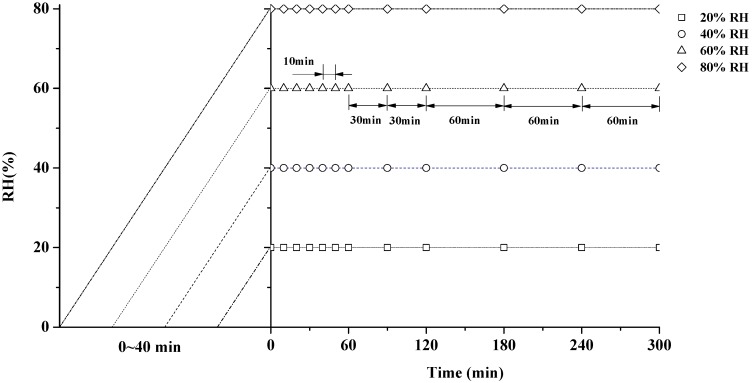 80
60
40
20
0
RH(%)
20% RH
40% RH
60% RH
80% RH
10min
30min
30min
60min
60min
60min
0~40 min
0
60
120
180
240
300
Time (min)